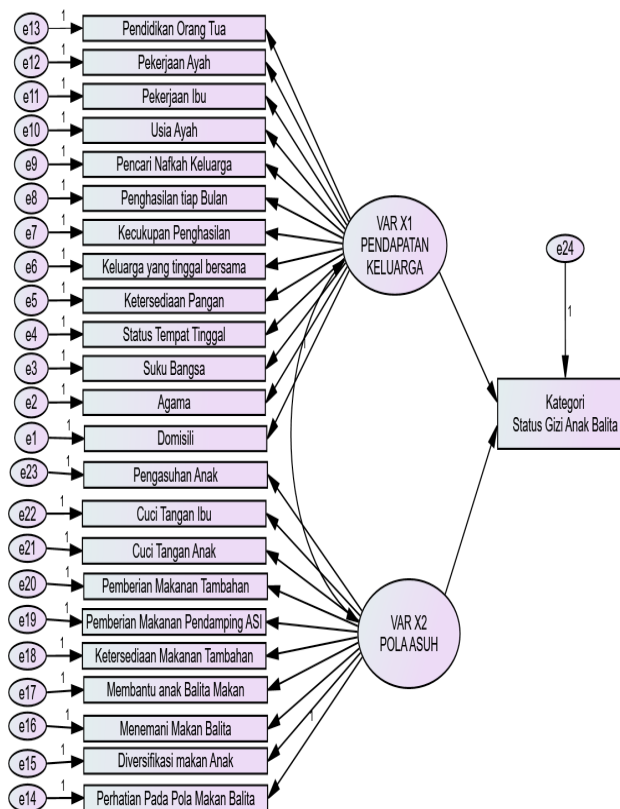 e13 1 Pendidikan Orang Tua
e12 1 Pekerjaan Ayah
e11 1 Pekerjaan Ibu
e10 1 Usia Ayah
e9 1 Pencari Nafkah Keluarga
e8 1 Penghasilan tiap Bulan
e7 1 Kecukupan Penghasilan
e6 1 Keluarga yang tinggal bersama
e5 1 Ketersediaan Pangan
e4 1 Status Tempat Tinggal
e3 1 Suku Bangsa
e2 1 Agama
e1 1 Domisili
e23 1 Pengasuhan Anak
e22 1 Cuci Tangan Ibu
e21 1 Cuci Tangan Anak
e20 1 Pemberian Makanan Tambahan
e19 1 Pemberian Makanan Pendamping ASI
e18 1 Ketersediaan Makanan Tambahan
e17 1 Membantu anak Balita Makan
e16 1 Menemani Makan Balita
e15 1 Diversifikasi makan Anak
e14 1 Perhatian Pada Pola Makan Balita
VAR X1
PENDAPATAN
KELUARGA
1
VAR X2
POLA ASUH
1
e24
1
Kategori
Status Gizi Anak Balita